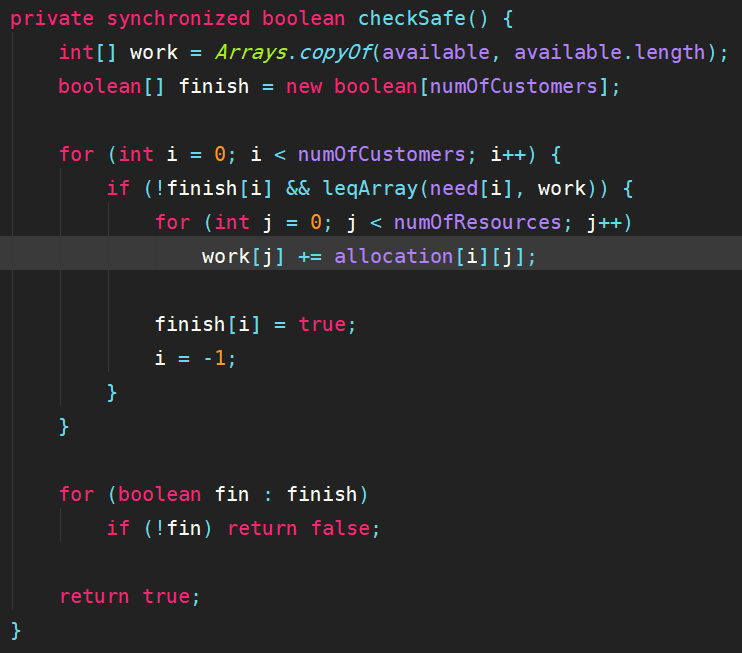 private synchronized boolean checkSafe() {
    int[] work = Arrays.copyOf(available, available.length);
    boolean[] finish = new boolean[numOfCustomers];

    for (int i = 0; i < numOfCustomers; i++) {
        if (!finish[i] && leqArray(need[i], work)) {
            for (int j = 0; j < numOfResources; j++)
                work[j] += allocation[i][j];

            finish[i] = true;
            i = -1;
        }
    }

    for (boolean fin : finish)
        if (!fin) return false;

    return true;
}